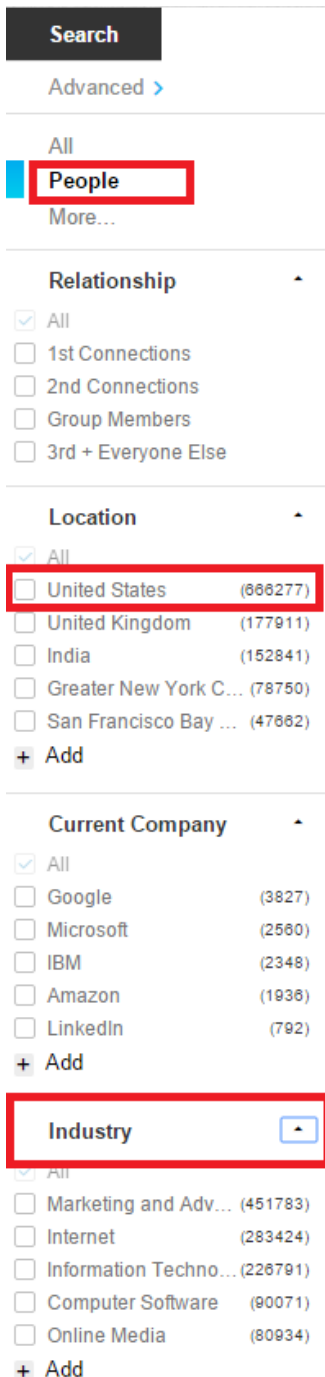 Search
Advanced >
All
People
More...
Relationship
All
1st Connections
2nd Connections
Group Members
3rd + Everyone Else
Location
All
United States (666277)
United Kingdom (177911)
India (152841)
Greater New York C... (78750)
San Francisco Bay ... (47662)
+ Add
Current Company
All
Google (3827)
Microsoft (2560)
IBM (2348)
Amazon (1936)
LinkedIn (792)
+ Add
Industry
All
Marketing and Adv... (451783)
Internet (283424)
Information Techno... (226791)
Computer Software (90071)
Online Media (80934)
+ Add